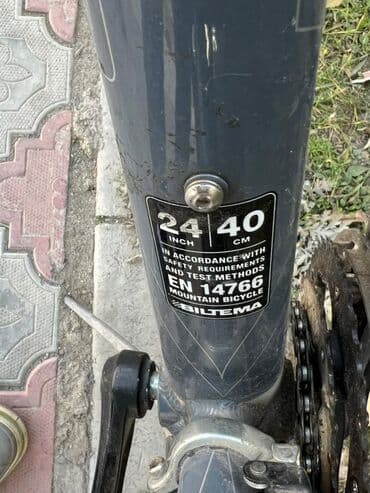 24 40
INCH CM
IN ACCORDANCE WITH
SAFETY REQUIREMENTS
AND TEST METHODS
EN 14766
MOUNTAIN BICYCLE
BILTEMA